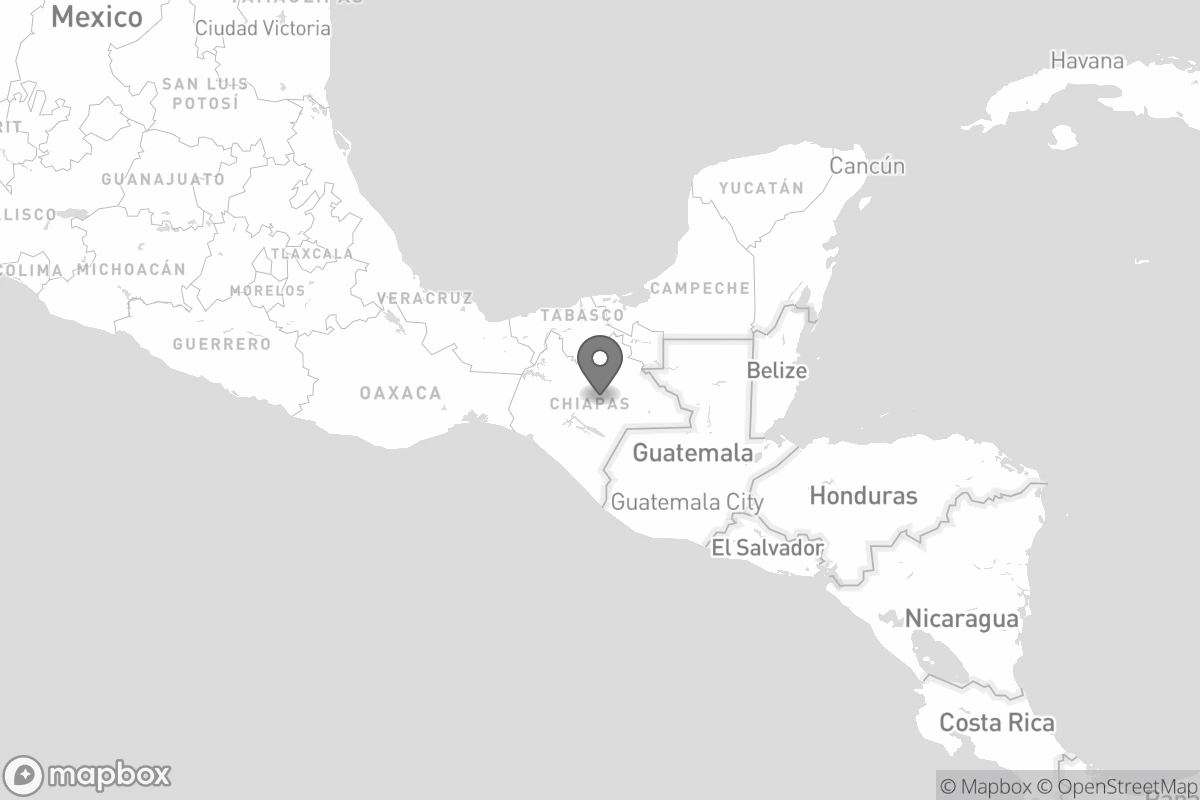 TAMAULIPAS
Mexico
Ciudad Victoria
Havana
SAN LUIS
POTOSÍ
RIT
Cancún
GUANAJUATO
YUCATÁN
ALISCO
TLAXCALA
COLIMA
MICHOACÁN
MORELOS
CAMPECHE
VERACRUZ
TABASCO
GUERRERO
Belize
OAXACA
CHIAPAS
Guatemala
Honduras
Guatemala City
El Salvador
Nicaragua
Costa Rica
mapbox
© Mapbox © OpenStreetMap